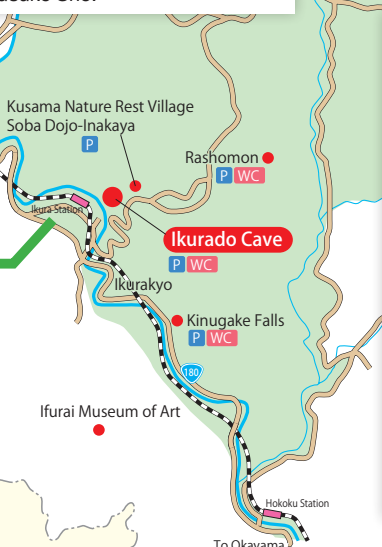 Kusama Nature Rest Village
Soba Dojo-Inakaya
P
Rashomon
P WC
Ikura Station
Ikurado Cave
P WC
Ikurakyo
Kinugake Falls
P WC
180
Ifurai Museum of Art
Hokoku Station
To Okayama